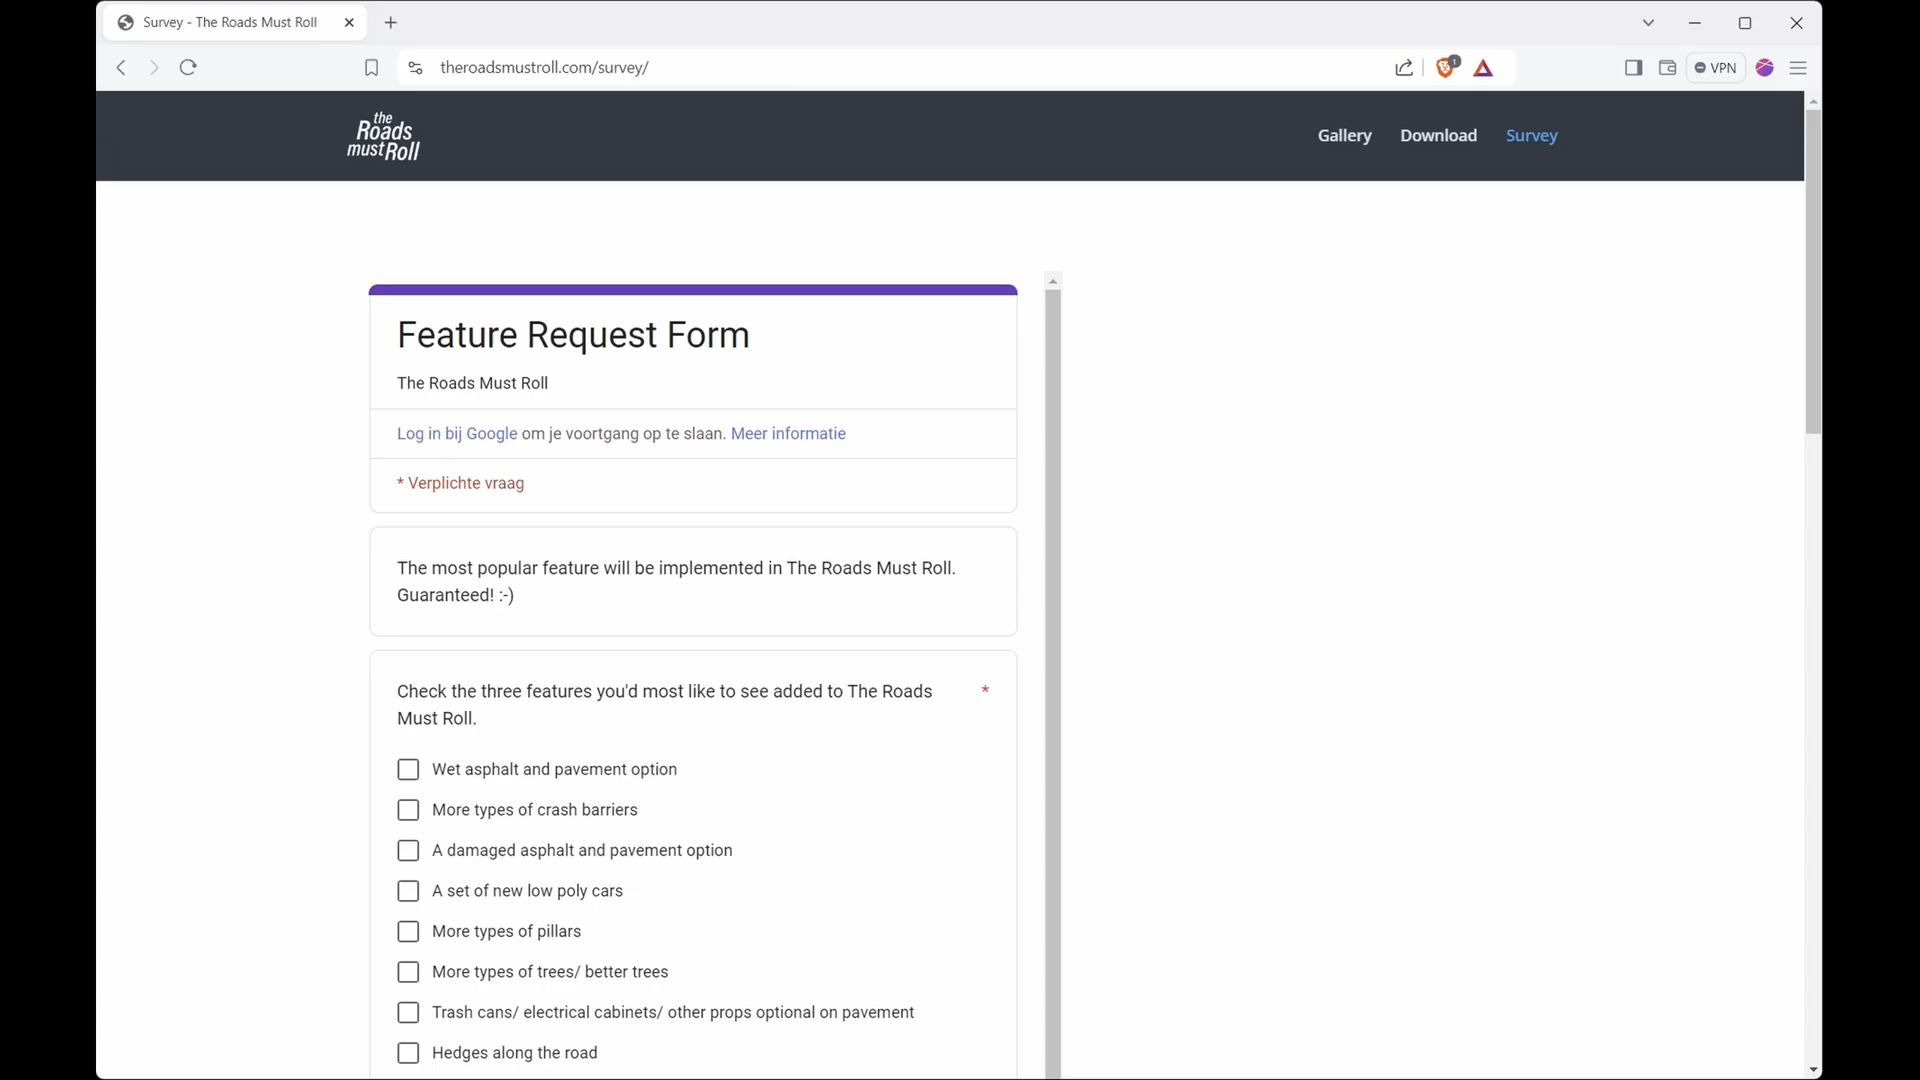 Survey - The Roads Must Roll
theroadsmustroll.com/survey/
1
VPN
the
Roads
must Roll
Gallery
Download
Survey
Feature Request Form
The Roads Must Roll
Log in bij Google om je voortgang op te slaan. Meer informatie
* Verplichte vraag
The most popular feature will be implemented in The Roads Must Roll.
Guaranteed! :-)
Check the three features you'd most like to see added to The Roads *
Must Roll.
Wet asphalt and pavement option
More types of crash barriers
A damaged asphalt and pavement option
A set of new low poly cars
More types of pillars
More types of trees/ better trees
Trash cans/ electrical cabinets/ other props optional on pavement
Hedges along the road